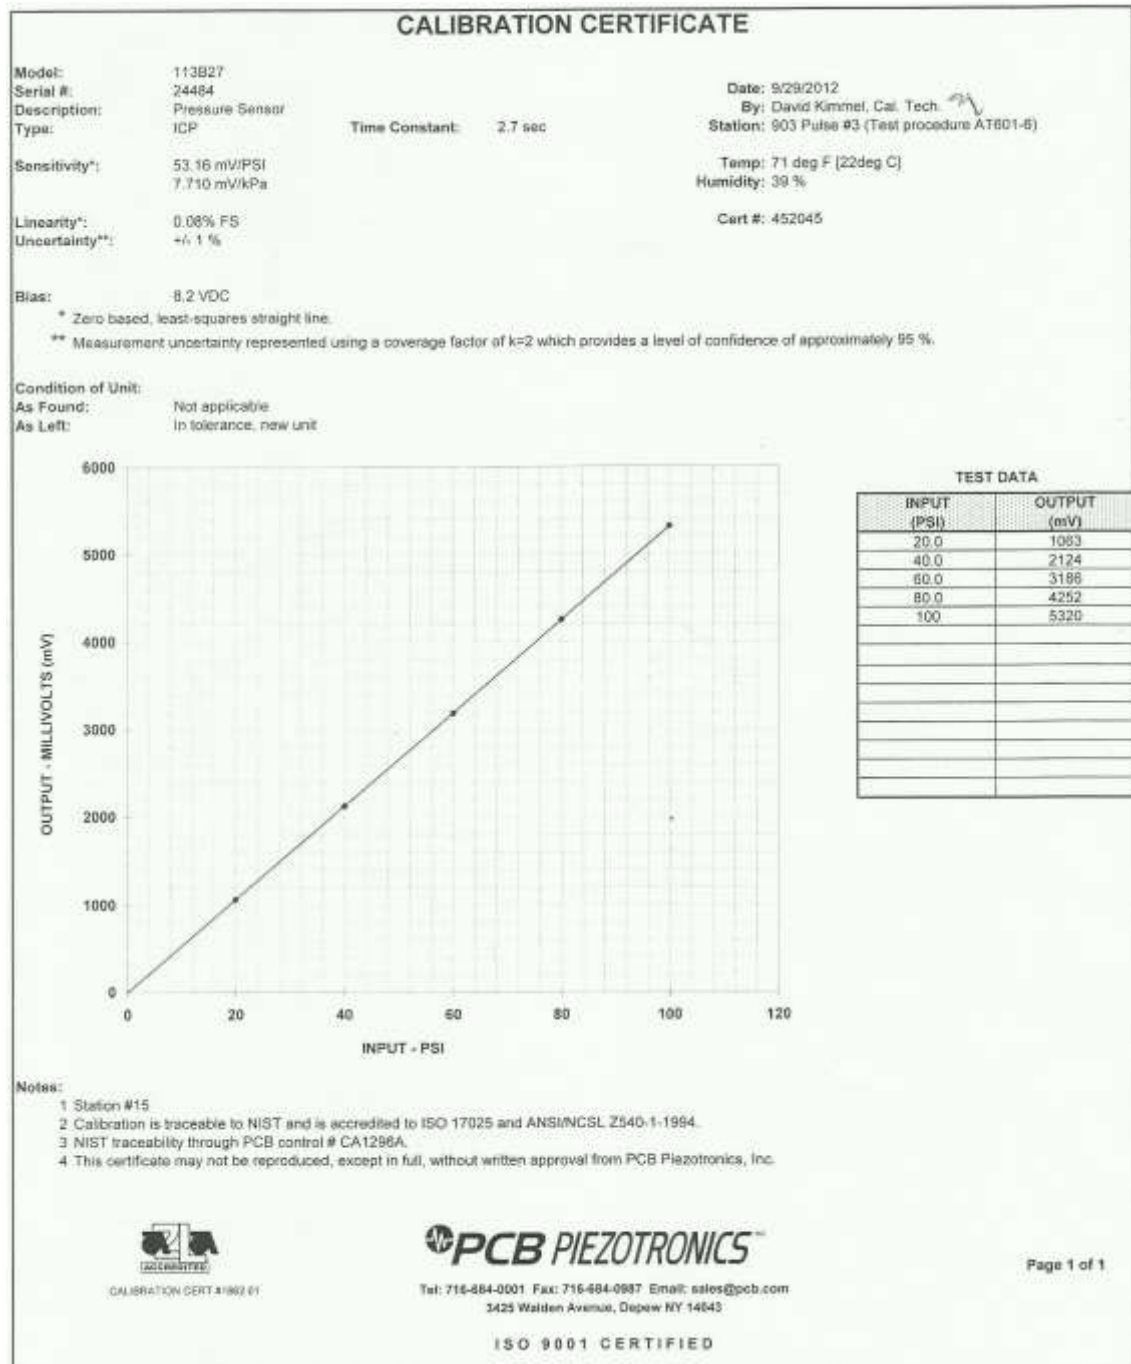 CALIBRATION CERTIFICATE
Model: 113B27
Serial #: 24484
Description: Pressure Sensor
Type: ICP
Time Constant: 2.7 sec
Date: 9/29/2012
By: David Kimmel, Cal. Tech.
Station: 903 Pulse #3 (Test procedure AT601-6)
Sensitivity*: 53.16 mV/PSI
7.710 mV/kPa
Temp: 71 deg F [22deg C]
Humidity: 39 %
Linearity*: 0.08% FS
Uncertainty**: +/- 1 %
Cert #: 452045
Bias: 8.2 VDC
* Zero based, least-squares straight line.
** Measurement uncertainty represented using a coverage factor of k=2 which provides a level of confidence of approximately 95 %.
Condition of Unit:
As Found: Not applicable
As Left: In tolerance, new unit
6000
5000
4000
3000
2000
1000
0
OUTPUT - MILLIVOLTS (mV)
0 20 40 60 80 100 120
INPUT - PSI
TEST DATA
INPUT (PSI) OUTPUT (mV)
20.0 1063
40.0 2124
60.0 3186
80.0 4252
100 5320
Notes:
1 Station #15
2 Calibration is traceable to NIST and is accredited to ISO 17025 and ANSI/NCSL Z540-1-1994.
3 NIST traceability through PCB control # CA1296A.
4 This certificate may not be reproduced, except in full, without written approval from PCB Piezotronics, Inc.
ACCREDITED
CALIBRATION CERT #1862.01
PCB PIEZOTRONICS
Tel: 716-684-0001 Fax: 716-684-0987 Email: sales@pcb.com
3425 Walden Avenue, Depew NY 14043
ISO 9001 CERTIFIED
Page 1 of 1